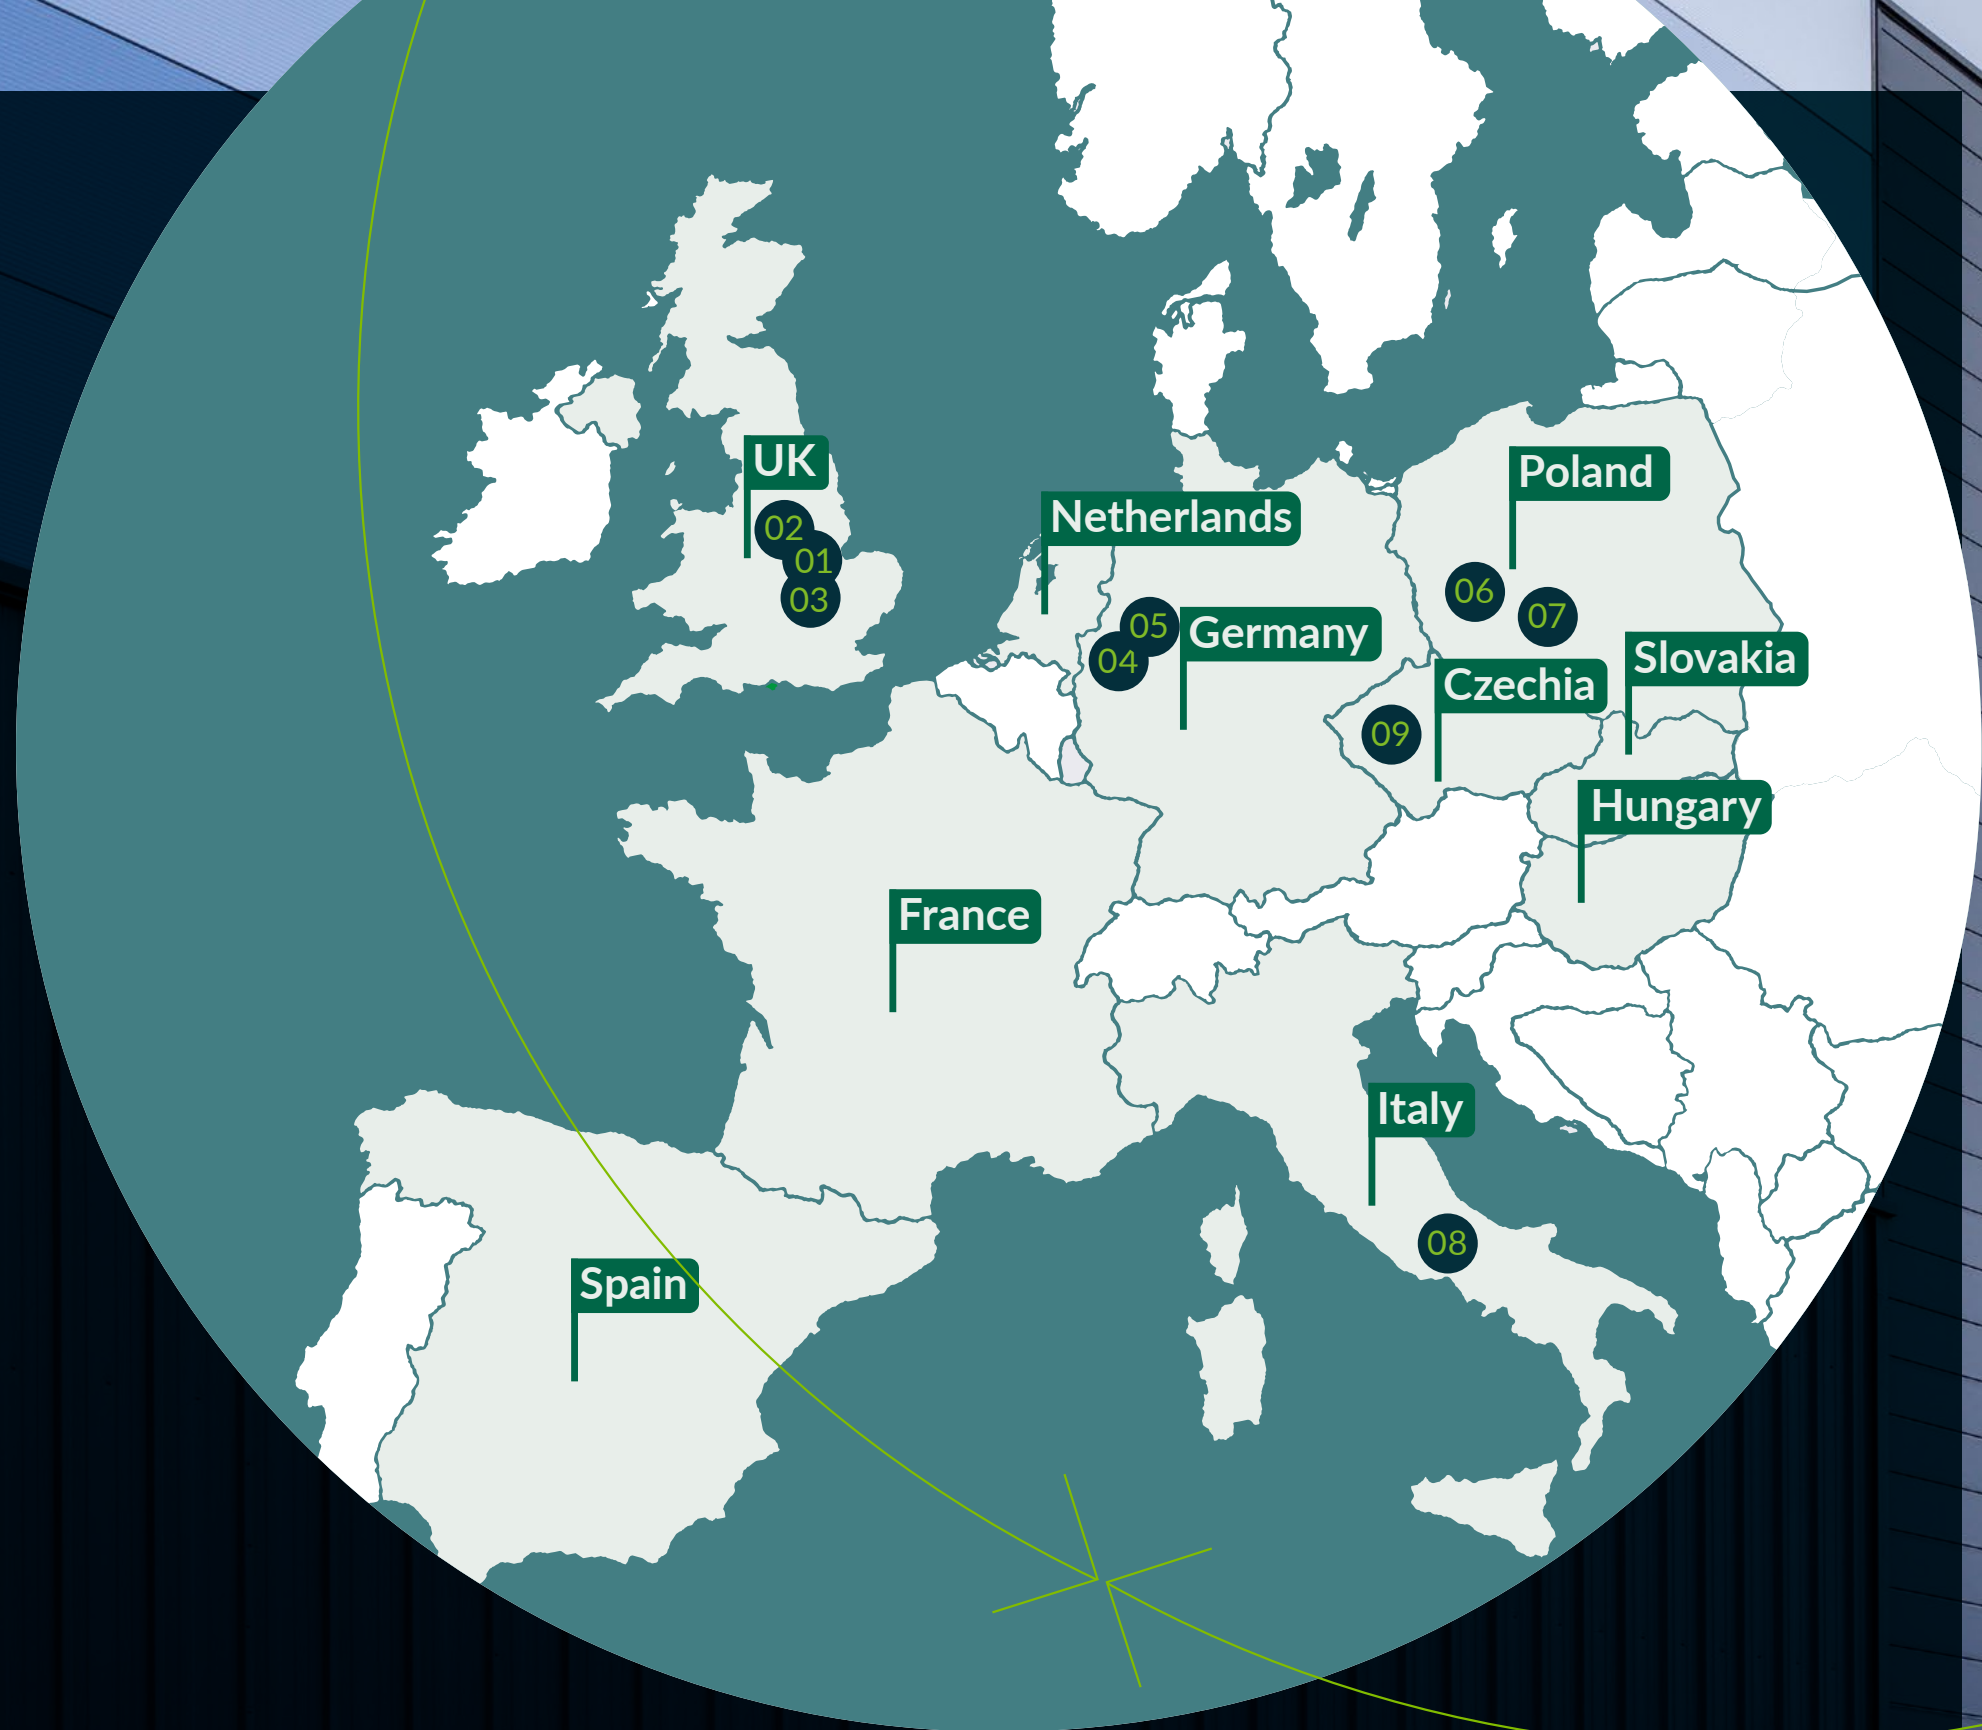 UK
02
01
03
Netherlands
Poland
06
07
05
04
Germany
Slovakia
Czechia
09
Hungary
France
Italy
08
Spain